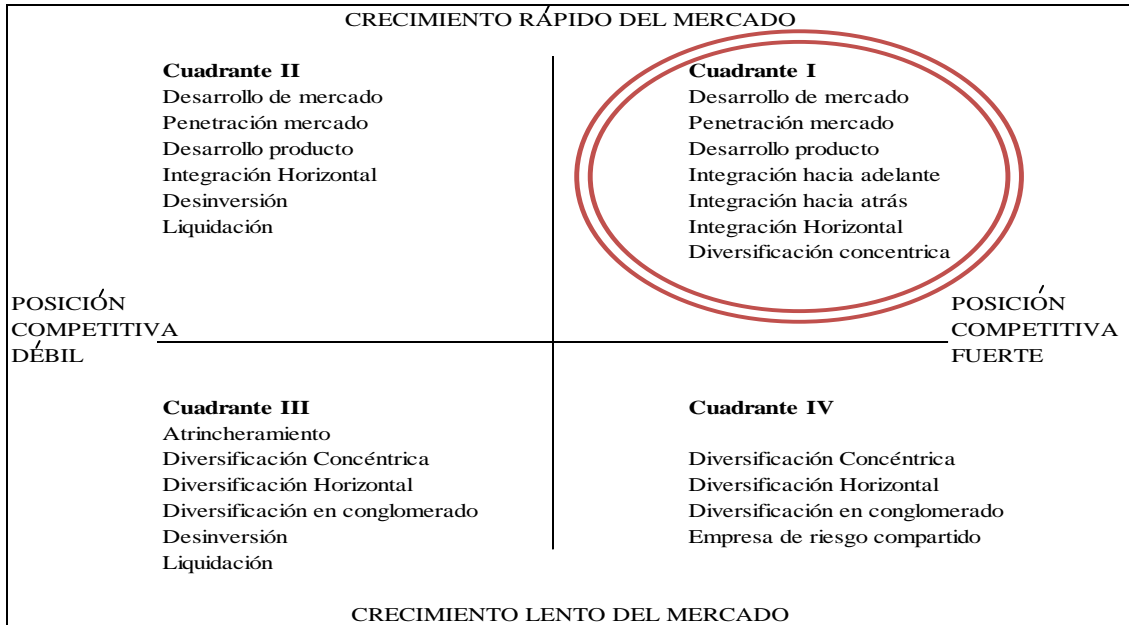 CRECIMIENTO RÁPIDO DEL MERCADO
Cuadrante II
Desarrollo de mercado
Penetración mercado
Desarrollo producto
Integración Horizontal
Desinversión
Liquidación
Cuadrante I
Desarrollo de mercado
Penetración mercado
Desarrollo producto
Integración hacia adelante
Integración hacia atrás
Integración Horizontal
Diversificación concentrica
POSICIÓN
COMPETITIVA
DÉBIL
POSICIÓN
COMPETITIVA
FUERTE
Cuadrante III
Atrincheramiento
Diversificación Concéntrica
Diversificación Horizontal
Diversificación en conglomerado
Desinversión
Liquidación
Cuadrante IV
Diversificación Concéntrica
Diversificación Horizontal
Diversificación en conglomerado
Empresa de riesgo compartido
CRECIMIENTO LENTO DEL MERCADO